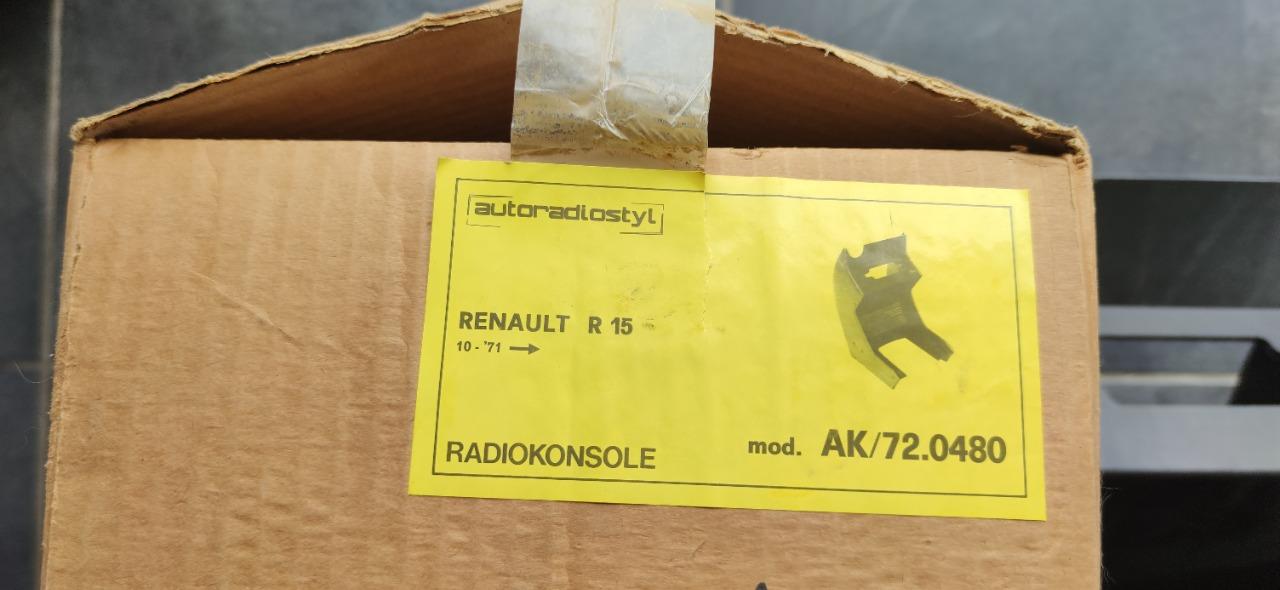 autoradiostyl
RENAULT R 15
10 - '71 →
RADIOKONSOLE
mod. AK/72.0480